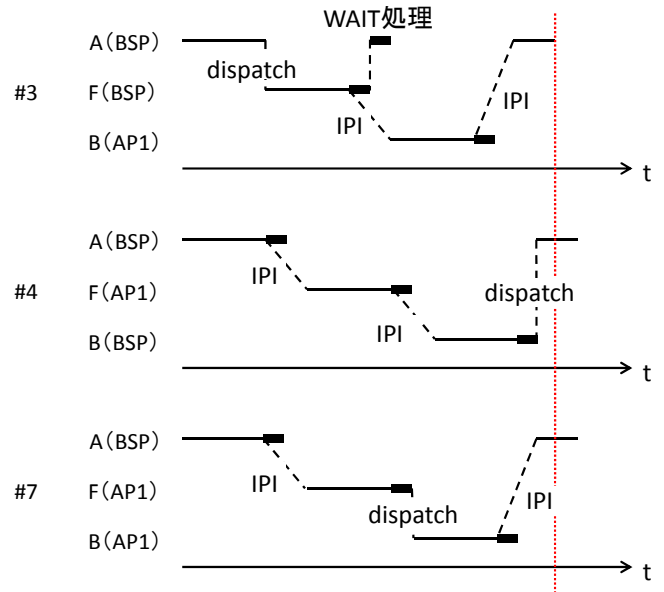 WAIT処理
A(BSP)
dispatch
#3 F(BSP)
IPI
IPI
B(AP1)
t
A(BSP)
IPI
#4 F(AP1)
dispatch
IPI
B(BSP)
t
A(BSP)
IPI
#7 F(AP1)
dispatch
IPI
B(AP1)
t